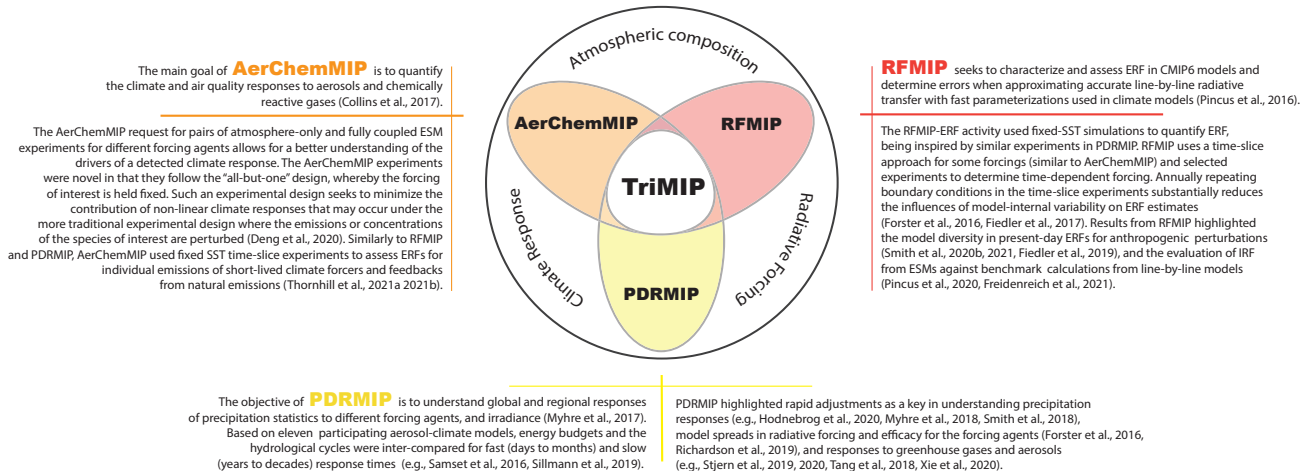 The main goal of AerChemMIP is to quantify
the climate and air quality responses to aerosols and chemically
reactive gases (Collins et al., 2017).
The AerChemMIP request for pairs of atmosphere-only and fully coupled ESM
experiments for different forcing agents allows for a better understanding of the
drivers of a detected climate response. The AerChemMIP experiments
were novel in that they follow the "all-but-one" design, whereby the forcing
of interest is held fixed. Such an experimental design seeks to minimize the
contribution of non-linear climate responses that may occur under the
more traditional experimental design where the emissions or concentrations
of the species of interest are perturbed (Deng et al., 2020). Similarly to RFMIP
and PDRMIP, AerChemMIP used fixed SST time-slice experiments to assess ERFs for
individual emissions of short-lived climate forcers and feedbacks
from natural emissions (Thornhill et al., 2021a 2021b).
Atmospheric composition
AerChemMIP
RFMIP
TriMIP
Climate Response
Radiative Forcing
PDRMIP
RFMIP seeks to characterize and assess ERF in CMIP6 models and
determine errors when approximating accurate line-by-line radiative
transfer with fast parameterizations used in climate models (Pincus et al., 2016).
The RFMIP-ERF activity used fixed-SST simulations to quantify ERF,
being inspired by similar experiments in PDRMIP. RFMIP uses a time-slice
approach for some forcings (similar to AerChemMIP) and selected
experiments to determine time-dependent forcing. Annually repeating
boundary conditions in the time-slice experiments substantially reduces
the influences of model-internal variability on ERF estimates
(Forster et al., 2016, Fiedler et al., 2017). Results from RFMIP highlighted
the model diversity in present-day ERFs for anthropogenic perturbations
(Smith et al., 2020b, 2021, Fiedler et al., 2019), and the evaluation of IRF
from ESMs against benchmark calculations from line-by-line models
(Pincus et al., 2020, Freidenreich et al., 2021).
The objective of PDRMIP is to understand global and regional responses
of precipitation statistics to different forcing agents, and irradiance (Myhre et al., 2017).
Based on eleven participating aerosol-climate models, energy budgets and the
hydrological cycles were inter-compared for fast (days to months) and slow
(years to decades) response times (e.g., Samset et al., 2016, Sillmann et al., 2019).
PDRMIP highlighted rapid adjustments as a key in understanding precipitation
responses (e.g., Hodnebrog et al., 2020, Myhre et al., 2018, Smith et al., 2018),
model spreads in radiative forcing and efficacy for the forcing agents (Forster et al., 2016,
Richardson et al., 2019), and responses to greenhouse gases and aerosols
(e.g., Stjern et al., 2019, 2020, Tang et al., 2018, Xie et al., 2020).